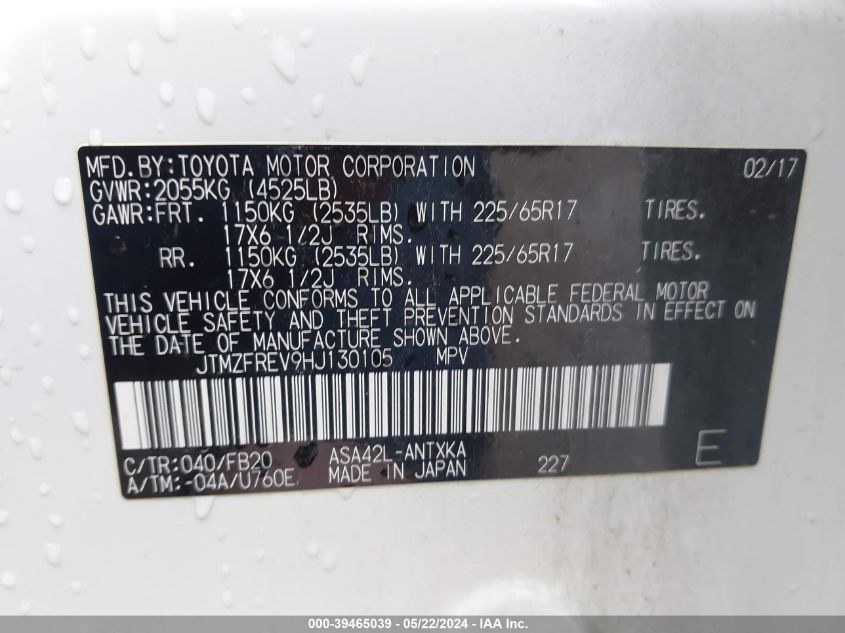 MFD.BY:TOYOTA MOTOR CORPORATION 02/17
GVWR:2055KG (4525LB)
GAWR:FRT. 1150KG (2535LB) WITH 225/65R17 TIRES.
17X6 1/2J RIMS.
RR. 1150KG (2535LB) WITH 225/65R17 TIRES.
17X6 1/2J RIMS.
THIS VEHICLE CONFORMS TO ALL APPLICABLE FEDERAL MOTOR
VEHICLE SAFETY AND THEFT PREVENTION STANDARDS IN EFFECT ON
THE DATE OF MANUFACTURE SHOWN ABOVE.
JTMZFREV9HJ130105 MPV
C/TR:040/FB20 ASA42L-ANTXKA
A/TM:-04A/U760E MADE IN JAPAN 227 E
000-39465039 - 05/22/2024 - IAA Inc.